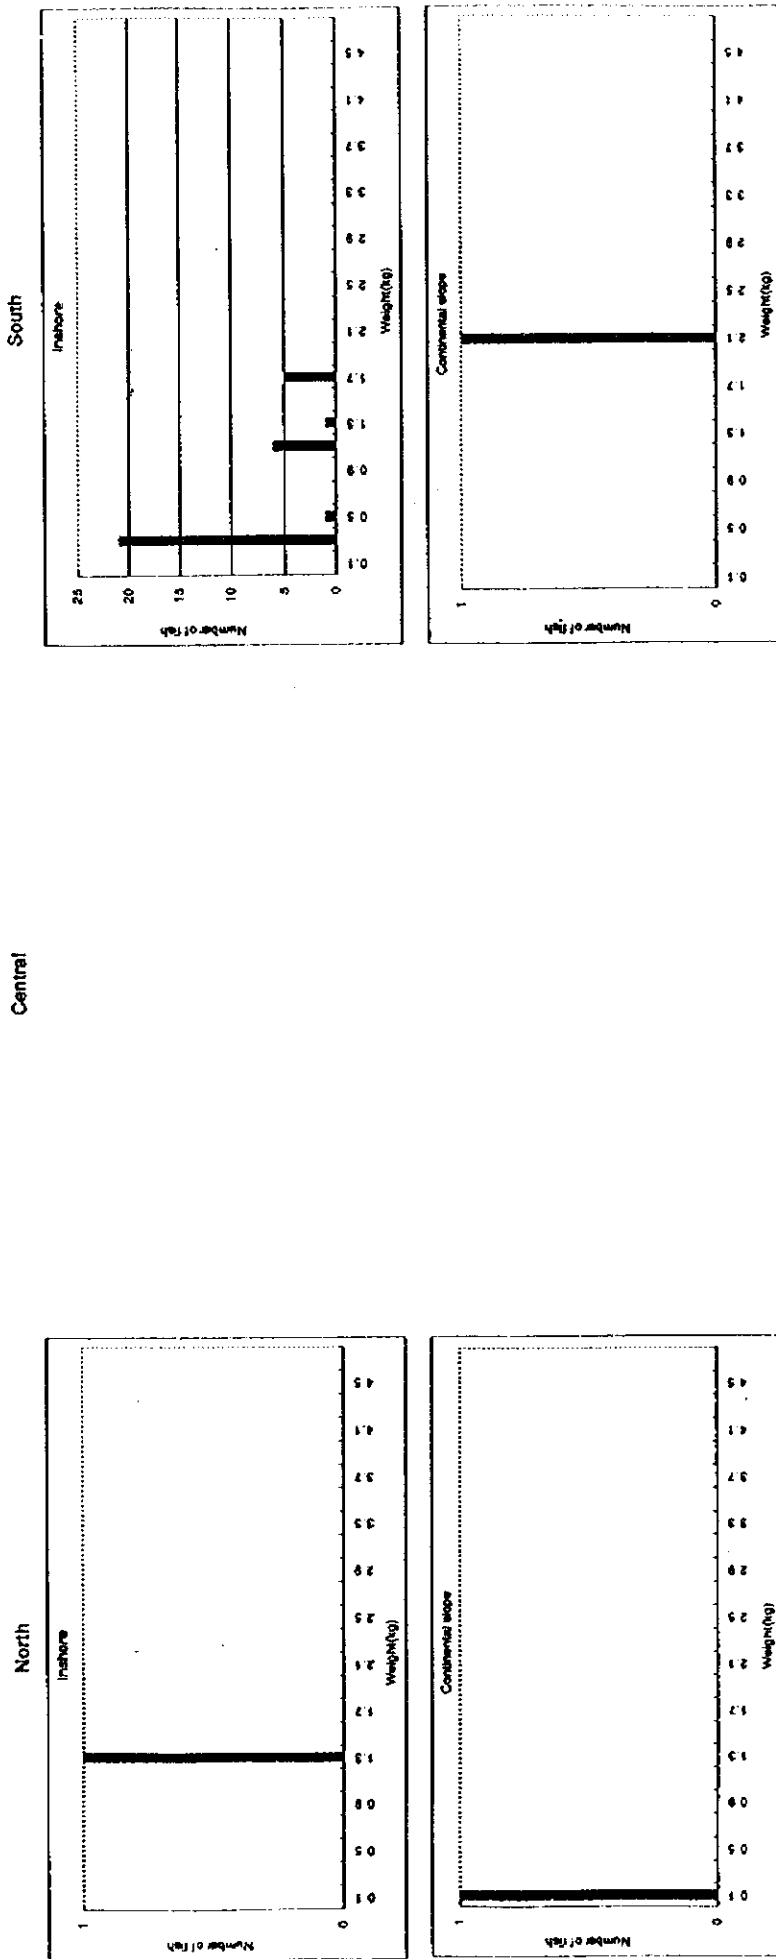 North
Central
South
Inshore
1
0
Number of fish
0.1 0.5 0.9 1.3 1.7 2.1 2.5 2.9 3.3 3.7 4.1 4.5
Weight(kg)
Continental slope
1
0
Number of fish
0.1 0.5 0.9 1.3 1.7 2.1 2.5 2.9 3.3 3.7 4.1 4.5
Weight(kg)
Inshore
25
20
15
10
5
0
Number of fish
0.1 0.5 0.9 1.3 1.7 2.1 2.5 2.9 3.3 3.7 4.1 4.5
Weight(kg)
Continental slope
1
0
Number of fish
0.1 0.5 0.9 1.3 1.7 2.1 2.5 2.9 3.3 3.7 4.1 4.5
Weight(kg)